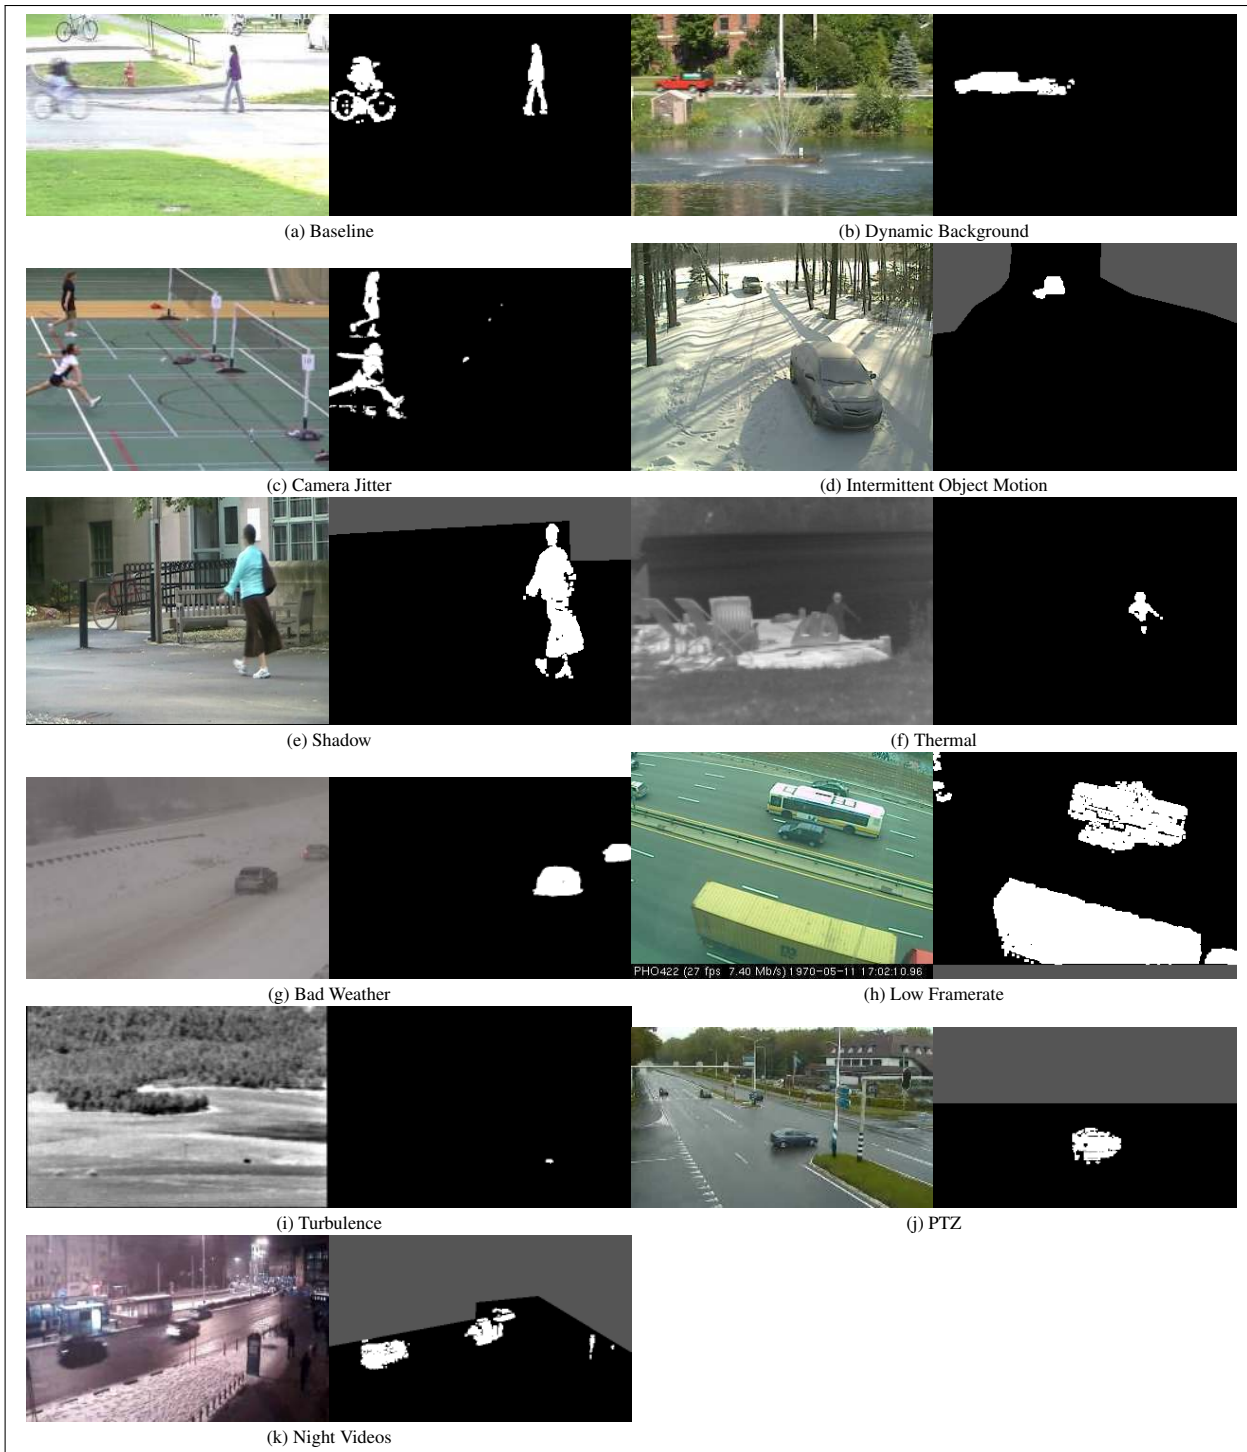 (a) Baseline
(b) Dynamic Background
(c) Camera Jitter
(d) Intermittent Object Motion
(e) Shadow
(f) Thermal
(g) Bad Weather
PHO422 (27 fps 7.40 Mb/s) 1970-05-11 17:02:10.96
(h) Low Framerate
(i) Turbulence
(j) PTZ
(k) Night Videos